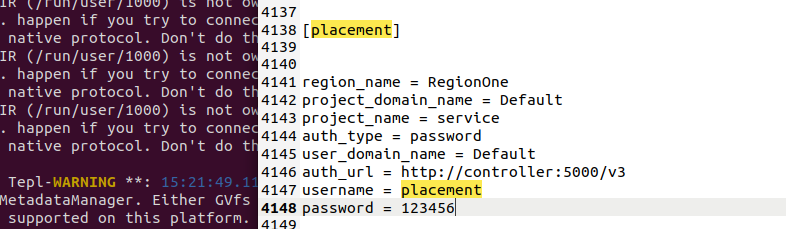 IR (/run/user/1000) is not ow
. happen if you try to connec
native protocol. Don't do th
IR (/run/user/1000) is not ow
. happen if you try to connec
native protocol. Don't do th
IR (/run/user/1000) is not ow
. happen if you try to connec
native protocol. Don't do th
Tepl-WARNING **: 15:21:49.11
MetadataManager. Either GVfs
supported on this platform.
4137
4138 [placement]
4139
4140
4141 region_name = RegionOne
4142 project_domain_name = Default
4143 project_name = service
4144 auth_type = password
4145 user_domain_name = Default
4146 auth_url = http://controller:5000/v3
4147 username = placement
4148 password = 123456
4149